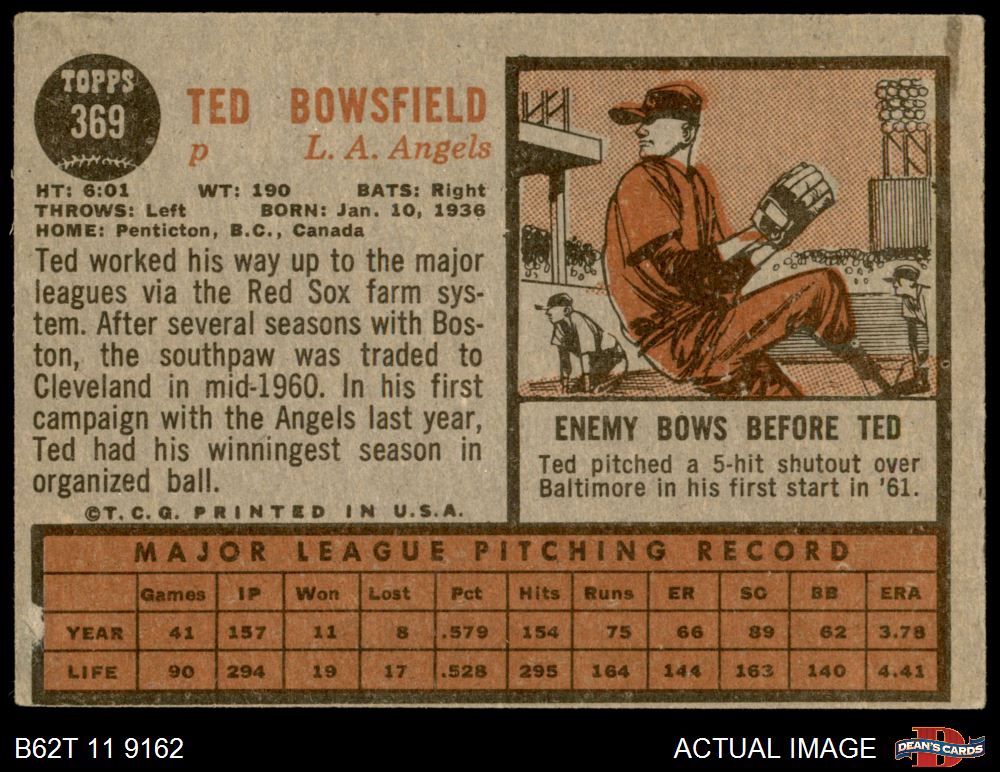 TOPPS
369
TED BOWSFIELD
p L. A. Angels
HT: 6:01 WT: 190 BATS: Right
THROWS: Left BORN: Jan. 10, 1936
HOME: Penticton, B.C., Canada
Ted worked his way up to the major
leagues via the Red Sox farm sys-
tem. After several seasons with Bos-
ton, the southpaw was traded to
Cleveland in mid-1960. In his first
campaign with the Angels last year,
Ted had his winningest season in
organized ball.
©T.C.G. PRINTED IN U.S.A.
ENEMY BOWS BEFORE TED
Ted pitched a 5-hit shutout over
Baltimore in his first start in '61.
MAJOR LEAGUE PITCHING RECORD
Games IP Won Lost Pct Hits Runs ER SO BB ERA
YEAR 41 157 11 8 .579 154 75 66 89 62 3.78
LIFE 90 294 19 17 .528 295 164 144 163 140 4.41
B62T 11 9162
ACTUAL IMAGE
D
DEAN'S CARDS